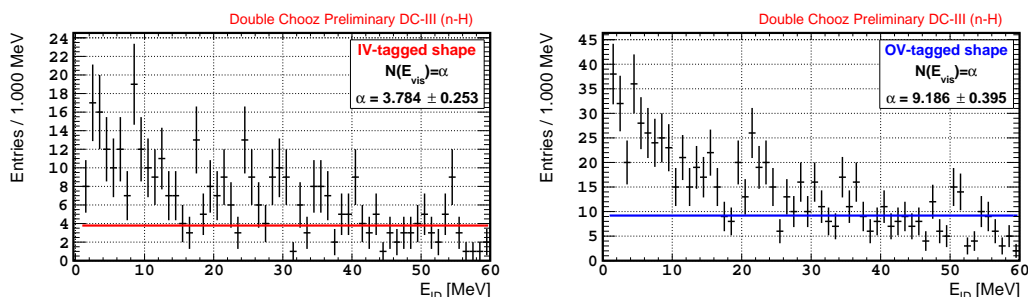 Double Chooz Preliminary DC-III (n-H)
Entries / 1.000 MeV
24
22
20
18
16
14
12
10
8
6
4
2
0
IV-tagged shape
N(E_vis)=α
α = 3.784 ± 0.253
0 10 20 30 40 50 60
E_ID [MeV]
Double Chooz Preliminary DC-III (n-H)
Entries / 1.000 MeV
45
40
35
30
25
20
15
10
5
0
OV-tagged shape
N(E_vis)=α
α = 9.186 ± 0.395
0 10 20 30 40 50 60
E_ID [MeV]